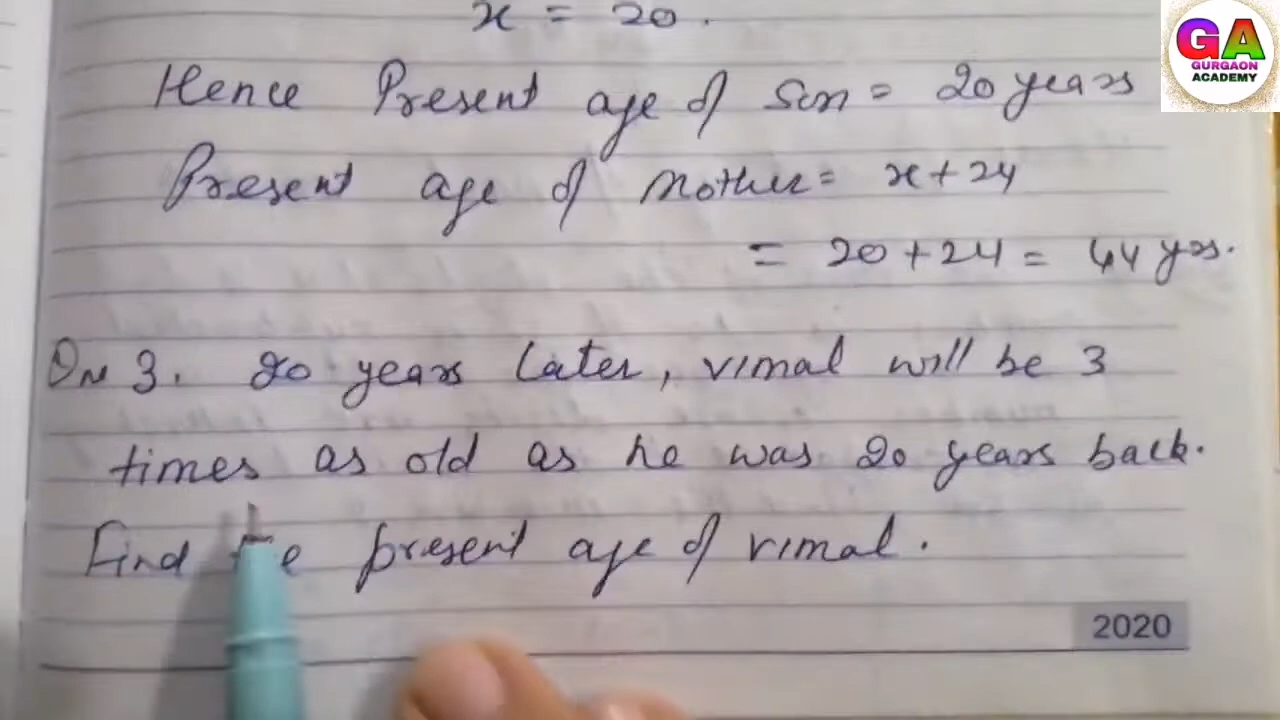 x = 20.
GA
GURGAON
ACADEMY
Hence Present age of Son = 20 years
Present age of Mother = x+24
= 20+24 = 44 yrs.
Qn 3. 20 years later, vimal will be 3
times as old as he was 20 years back.
Find the present age of vimal.
2020